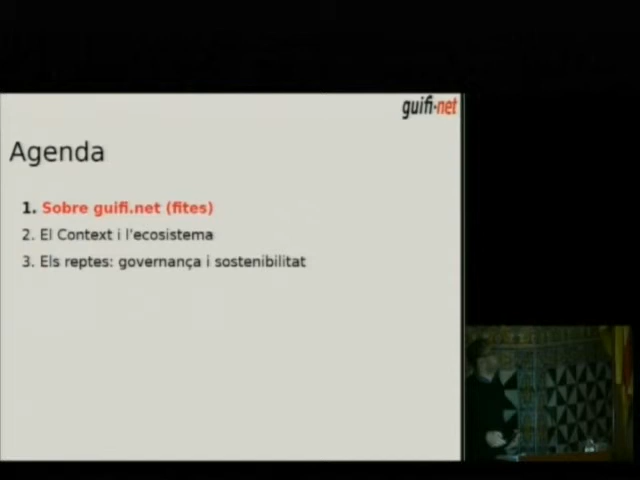 guifi·net
Agenda
1. Sobre guifi.net (fites)
2. El Context i l'ecosistema
3. Els reptes: governança i sostenibilitat